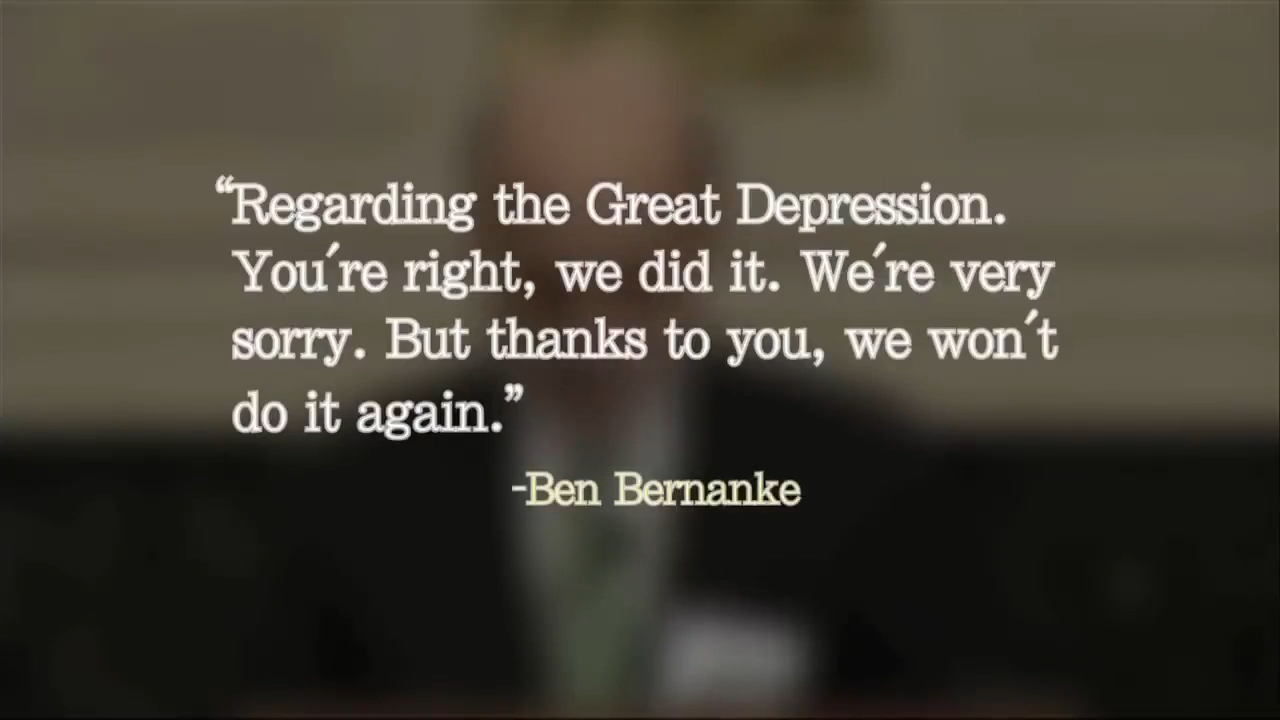 “Regarding the Great Depression.
You´re right, we did it. We´re very
sorry. But thanks to you, we won´t
do it again.”
-Ben Bernanke